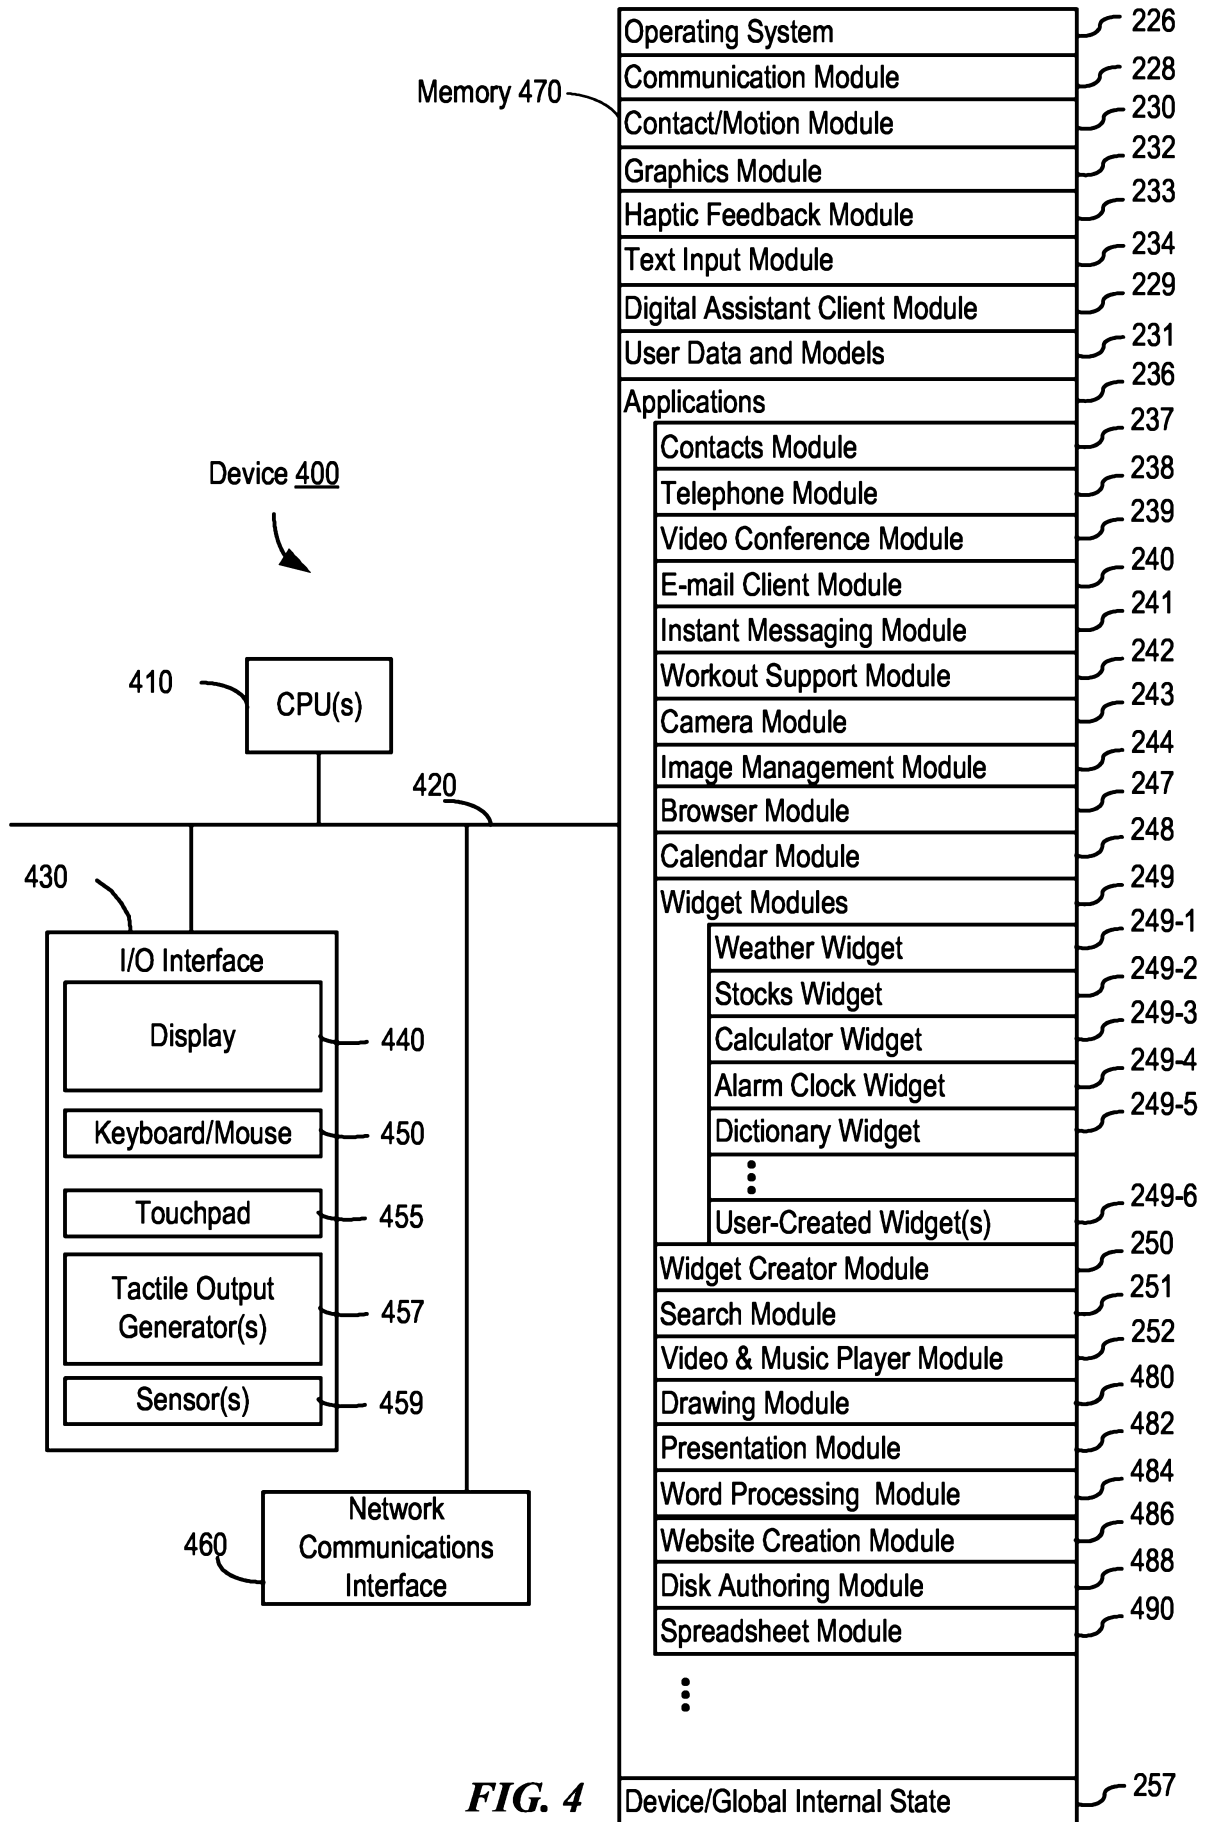 Operating System 226
Communication Module 228
Memory 470
Contact/Motion Module 230
Graphics Module 232
Haptic Feedback Module 233
Text Input Module 234
Digital Assistant Client Module 229
User Data and Models 231
Applications 236
Contacts Module 237
Telephone Module 238
Video Conference Module 239
E-mail Client Module 240
Instant Messaging Module 241
Workout Support Module 242
Camera Module 243
Image Management Module 244
Browser Module 247
Calendar Module 248
Widget Modules 249
Weather Widget 249-1
Stocks Widget 249-2
Calculator Widget 249-3
Alarm Clock Widget 249-4
Dictionary Widget 249-5
User-Created Widget(s) 249-6
Widget Creator Module 250
Search Module 251
Video & Music Player Module 252
Drawing Module 480
Presentation Module 482
Word Processing Module 484
Website Creation Module 486
Disk Authoring Module 488
Spreadsheet Module 490
Device/Global Internal State 257
Device 400
410
CPU(s)
420
430
I/O Interface
Display 440
Keyboard/Mouse 450
Touchpad 455
Tactile Output
Generator(s) 457
Sensor(s) 459
460
Network
Communications
Interface
FIG. 4